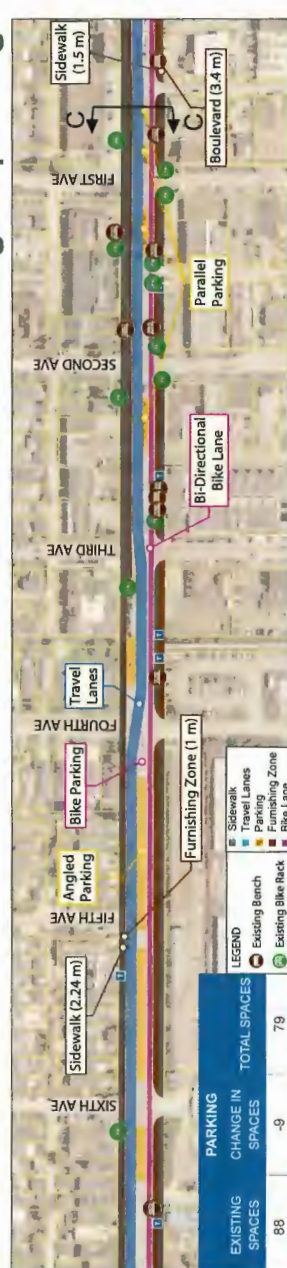 Sidewalk
(1.5 m)
C
C
Boulevard (3.4 m)
FIRST AVE
Parallel
Parking
SECOND AVE
Bi-Directional
Bike Lane
THIRD AVE
Travel
Lanes
FOURTH AVE
Bike Parking
Furnishing Zone (1 m)
Angled
Parking
FIFTH AVE
Sidewalk (2.24 m)
SIXTH AVE
LEGEND
Existing Bench
Existing Bike Rack
Sidewalk
Travel Lanes
Parking
Furnishing Zone
Bike Lane
PARKING
EXISTING
SPACES
CHANGE IN
SPACES
TOTAL SPACES
88
-9
79